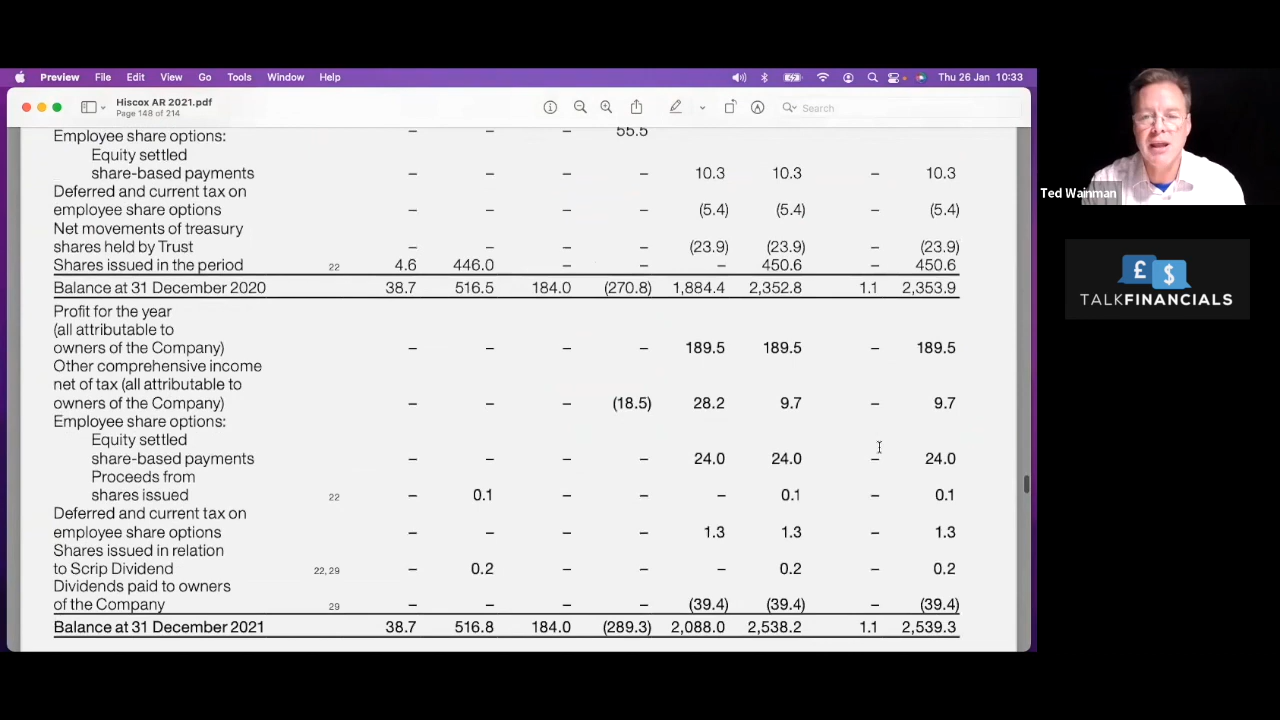 Preview File Edit View Go Tools Window Help Thu 26 Jan 10:33
Hiscox AR 2021.pdf
Page 148 of 214
Search
55.5
Employee share options:
Equity settled
share-based payments – – – – 10.3 10.3 – 10.3
Deferred and current tax on
employee share options – – – – (5.4) (5.4) – (5.4)
Net movements of treasury
shares held by Trust – – – – (23.9) (23.9) – (23.9)
Shares issued in the period 22 4.6 446.0 – – – 450.6 – 450.6
Balance at 31 December 2020 38.7 516.5 184.0 (270.8) 1,884.4 2,352.8 1.1 2,353.9
Profit for the year
(all attributable to
owners of the Company) – – – – 189.5 189.5 – 189.5
Other comprehensive income
net of tax (all attributable to
owners of the Company) – – – (18.5) 28.2 9.7 – 9.7
Employee share options:
Equity settled
share-based payments – – – – 24.0 24.0 – 24.0
Proceeds from
shares issued 22 – 0.1 – – – 0.1 – 0.1
Deferred and current tax on
employee share options – – – – 1.3 1.3 – 1.3
Shares issued in relation
to Scrip Dividend 22,29 – 0.2 – – – 0.2 – 0.2
Dividends paid to owners
of the Company 29 – – – – (39.4) (39.4) – (39.4)
Balance at 31 December 2021 38.7 516.8 184.0 (289.3) 2,088.0 2,538.2 1.1 2,539.3
Ted Wainman
£ $
TALKFINANCIALS